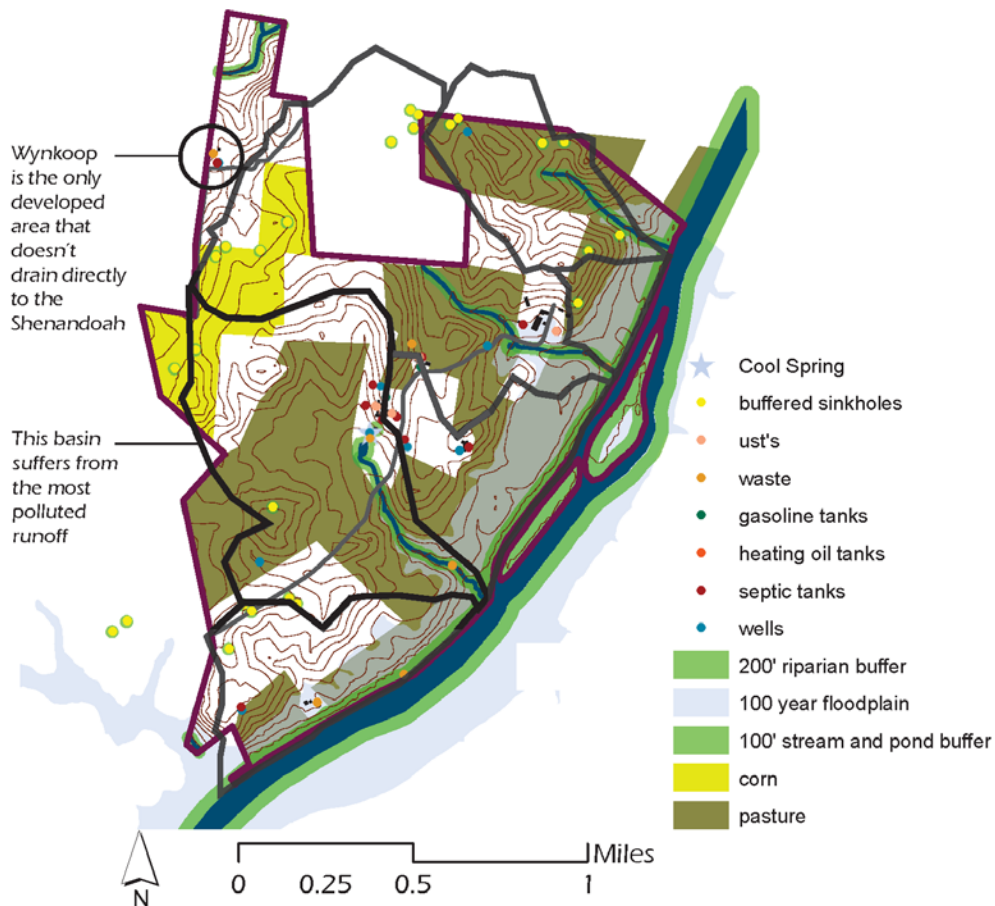 Wynkoop
is the only
developed
area that
doesn't
drain directly
to the
Shenandoah
This basin
suffers from
the most
polluted
runoff
Cool Spring
buffered sinkholes
ust's
waste
gasoline tanks
heating oil tanks
septic tanks
wells
200' riparian buffer
100 year floodplain
100' stream and pond buffer
corn
pasture
N
Miles
0 0.25 0.5 1